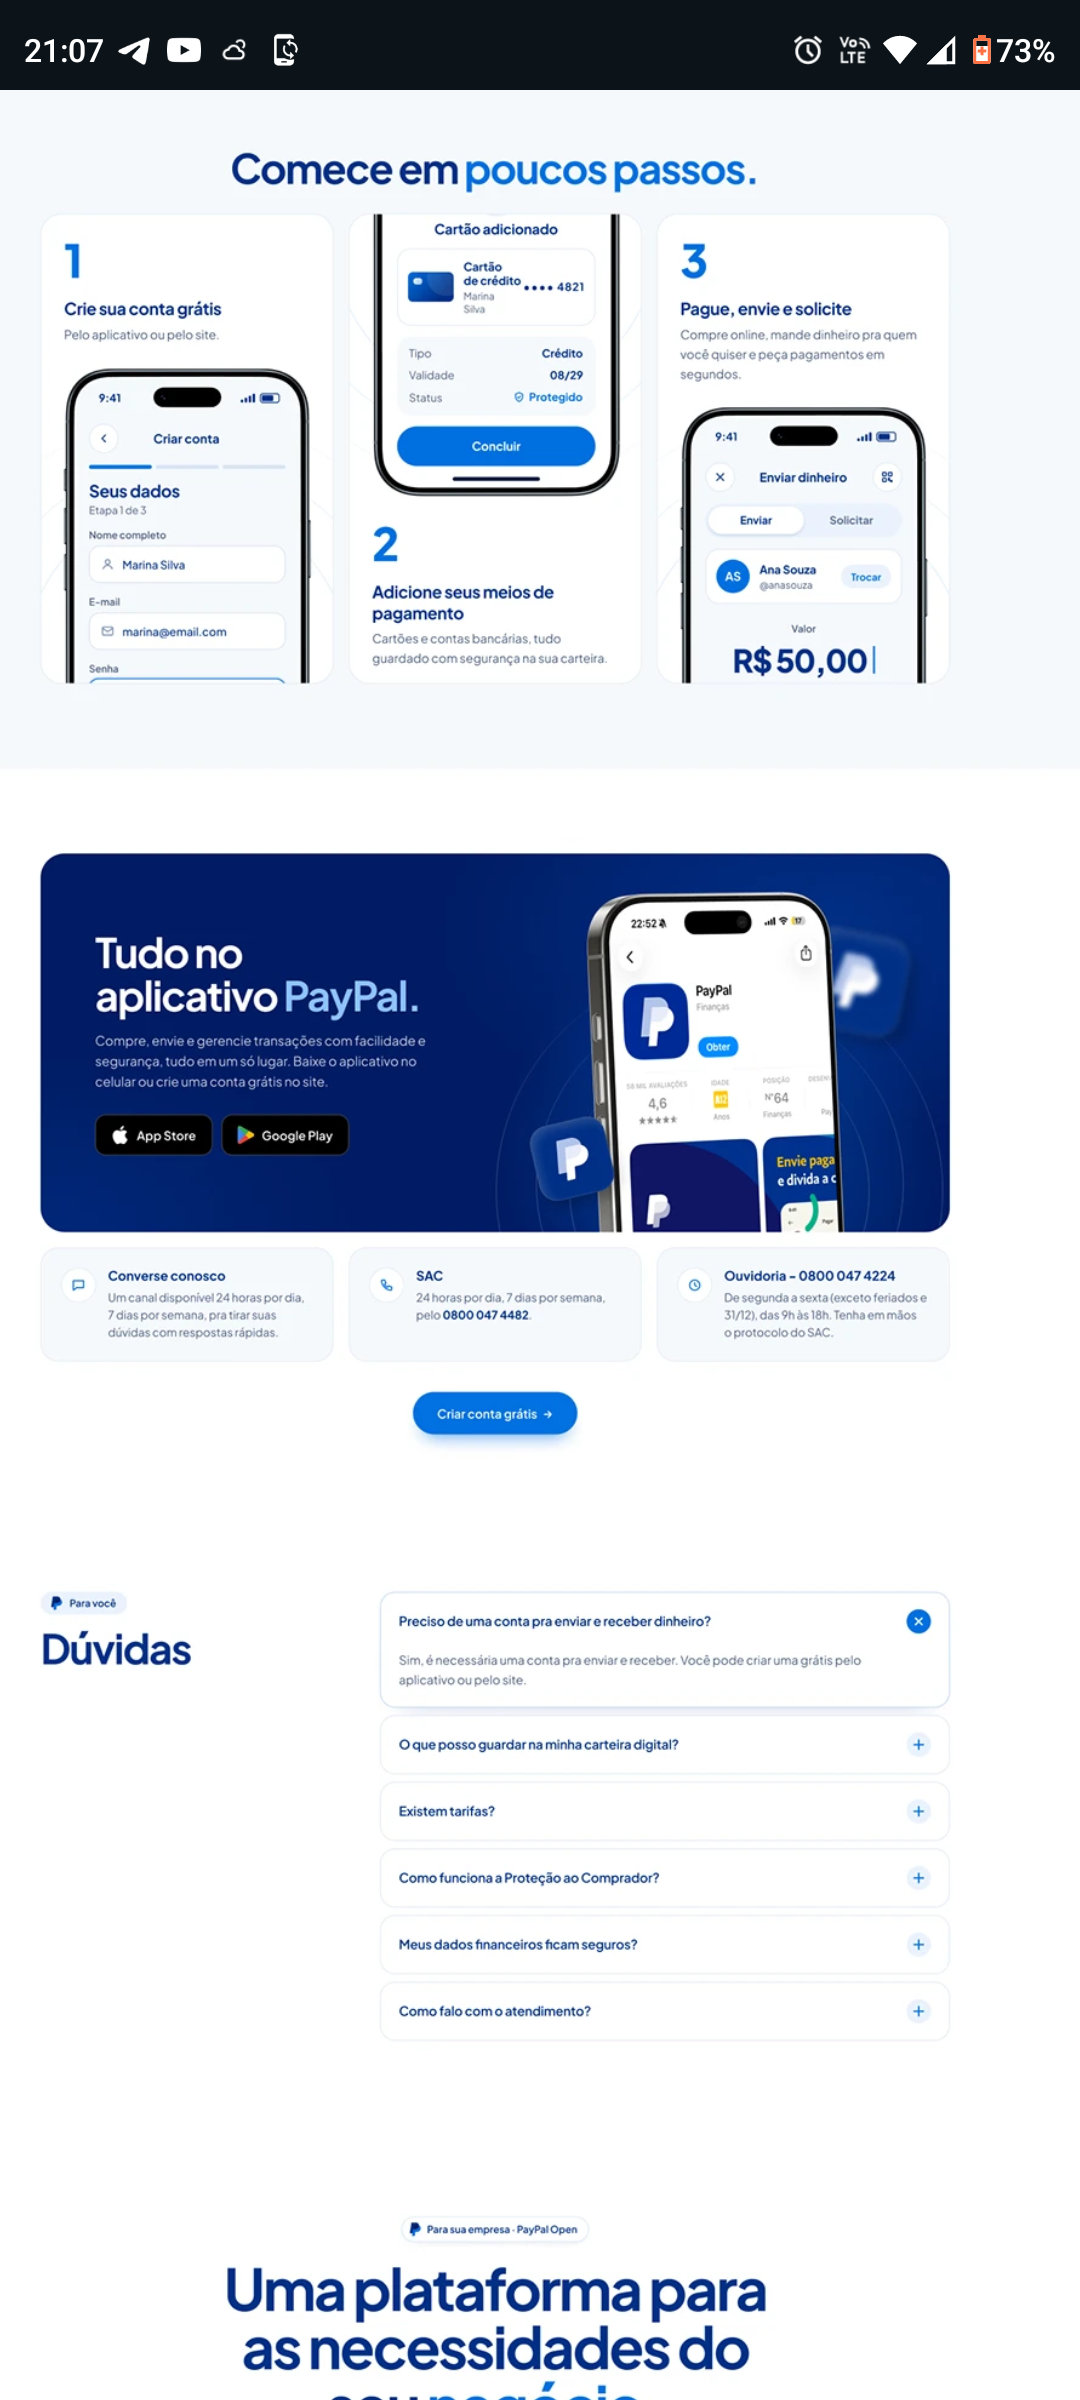 21:07
Vo LTE
73%
Comece em poucos passos.
1
Crie sua conta grátis
Pelo aplicativo ou pelo site.
9:41
Criar conta
Seus dados
Etapa 1 de 3
Nome completo
Marina Silva
E-mail
marina@email.com
Senha
Cartão adicionado
Cartão
de crédito
•••• 4821
Marina
Silva
Tipo
Crédito
Validade
08/29
Status
Protegido
Concluir
2
Adicione seus meios de
pagamento
Cartões e contas bancárias, tudo
guardado com segurança na sua carteira.
3
Pague, envie e solicite
Compre online, mande dinheiro pra quem
você quiser e peça pagamentos em
segundos.
9:41
Enviar dinheiro
Enviar
Solicitar
AS
Ana Souza
@anasouza
Trocar
Valor
R$ 50,00
Tudo no
aplicativo PayPal.
Compre, envie e gerencie transações com facilidade e
segurança, tudo em um só lugar. Baixe o aplicativo no
celular ou crie uma conta grátis no site.
App Store
Google Play
22:52
17
PayPal
Finanças
Obter
58 MIL AVALIAÇÕES
4,6
★★★★★
IDADE
A12
Anos
POSIÇÃO
Nº64
Finanças
Envie paga
e divida a c
Converse conosco
Um canal disponível 24 horas por dia,
7 dias por semana, pra tirar suas
dúvidas com respostas rápidas.
SAC
24 horas por dia, 7 dias por semana,
pelo 0800 047 4482.
Ouvidoria - 0800 047 4224
De segunda a sexta (exceto feriados e
31/12), das 9h às 18h. Tenha em mãos
o protocolo do SAC.
Criar conta grátis →
Para você
Dúvidas
Preciso de uma conta pra enviar e receber dinheiro?
Sim, é necessária uma conta pra enviar e receber. Você pode criar uma grátis pelo
aplicativo ou pelo site.
O que posso guardar na minha carteira digital?
Existem tarifas?
Como funciona a Proteção ao Comprador?
Meus dados financeiros ficam seguros?
Como falo com o atendimento?
Para sua empresa · PayPal Open
Uma plataforma para
as necessidades do
seu negócio